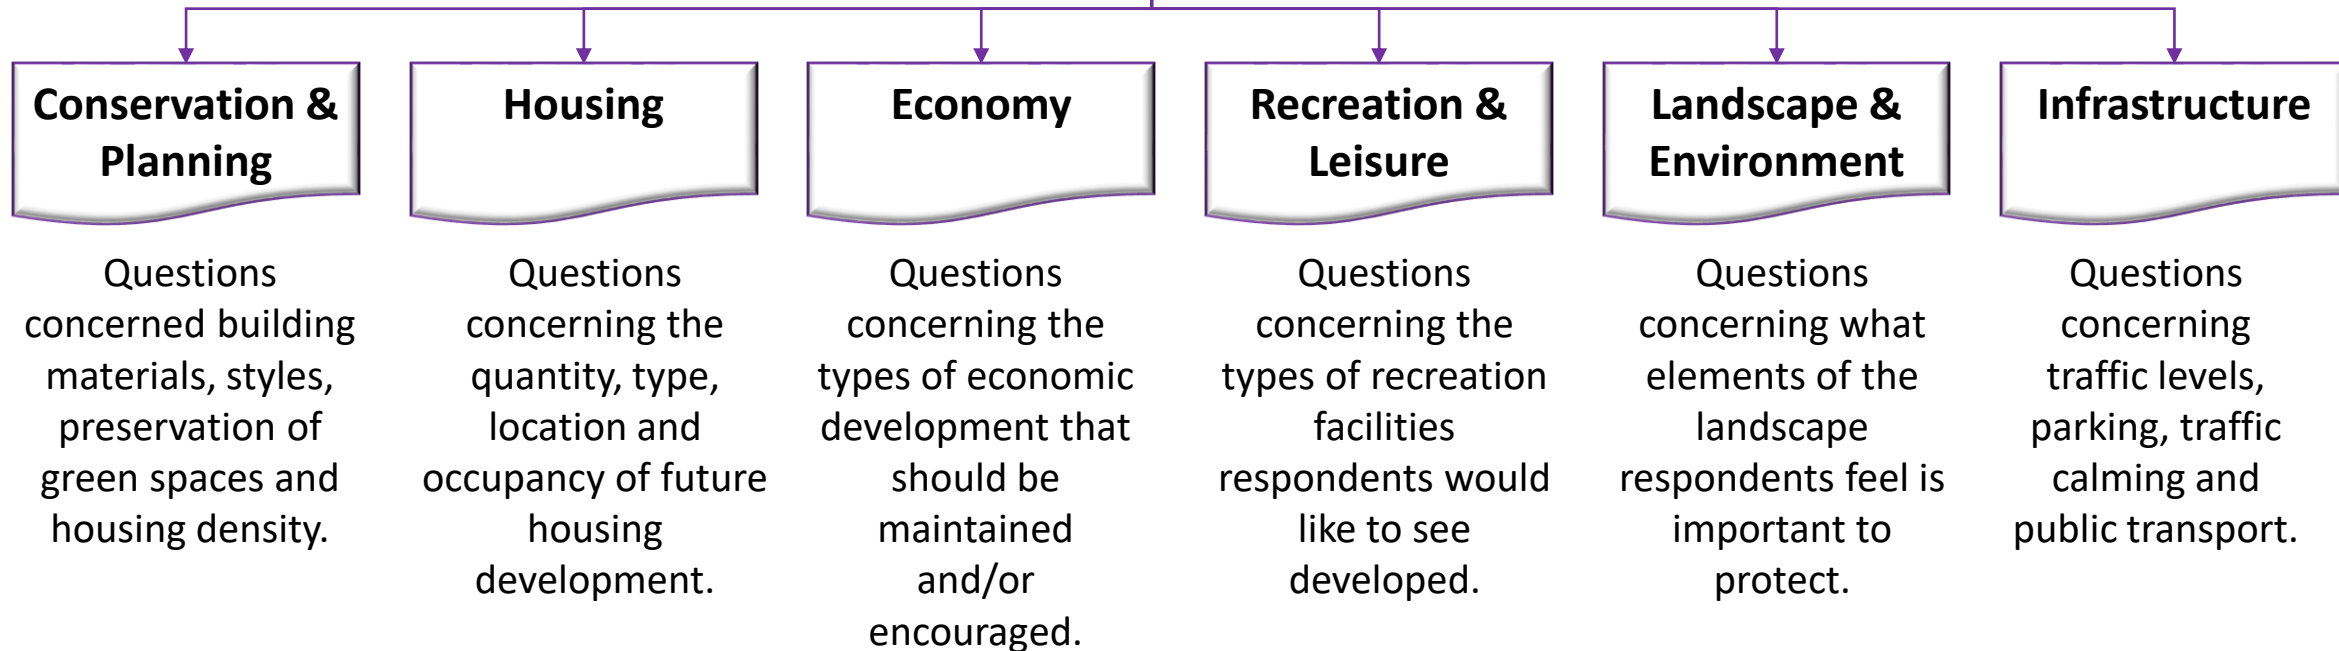 Conservation &
Planning
Questions
concerned building
materials, styles,
preservation of
green spaces and
housing density.
Housing
Questions
concerning the
quantity, type,
location and
occupancy of future
housing
development.
Economy
Questions
concerning the
types of economic
development that
should be
maintained
and/or
encouraged.
Recreation &
Leisure
Questions
concerning the
types of recreation
facilities
respondents would
like to see
developed.
Landscape &
Environment
Questions
concerning what
elements of the
landscape
respondents feel is
important to
protect.
Infrastructure
Questions
concerning
traffic levels,
parking, traffic
calming and
public transport.